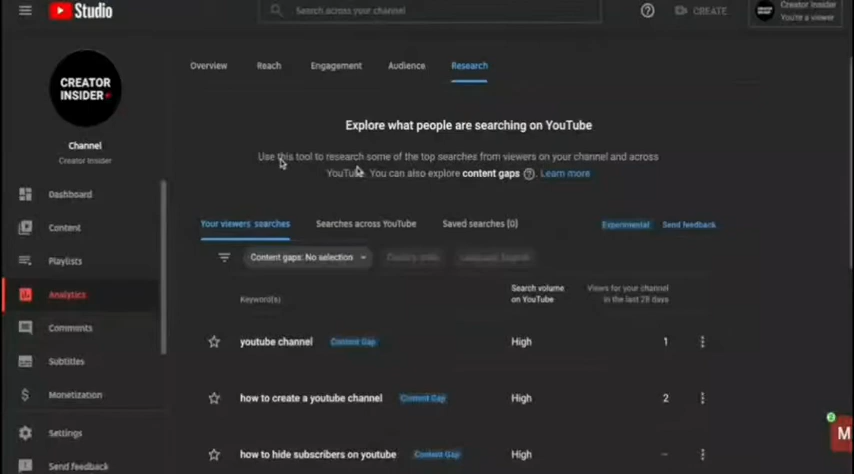 Studio
Search across your channel
CREATE
Creator Insider
You're a viewer
CREATOR
INSIDER
Channel
Creator Insider
Dashboard
Content
Playlists
Analytics
Comments
Subtitles
Monetization
Settings
Send feedback
Overview Reach Engagement Audience Research
Explore what people are searching on YouTube
Use this tool to research some of the top searches from viewers on your channel and across
YouTube. You can also explore content gaps ? Learn more
Your viewers' searches Searches across YouTube Saved searches (0) Experimental Send feedback
Content gaps: No selection
Keyword(s) Search volume on YouTube Views for your channel in the last 28 days
youtube channel Content Gap High 1
how to create a youtube channel Content Gap High 2
how to hide subscribers on youtube Content Gap High –
2
M